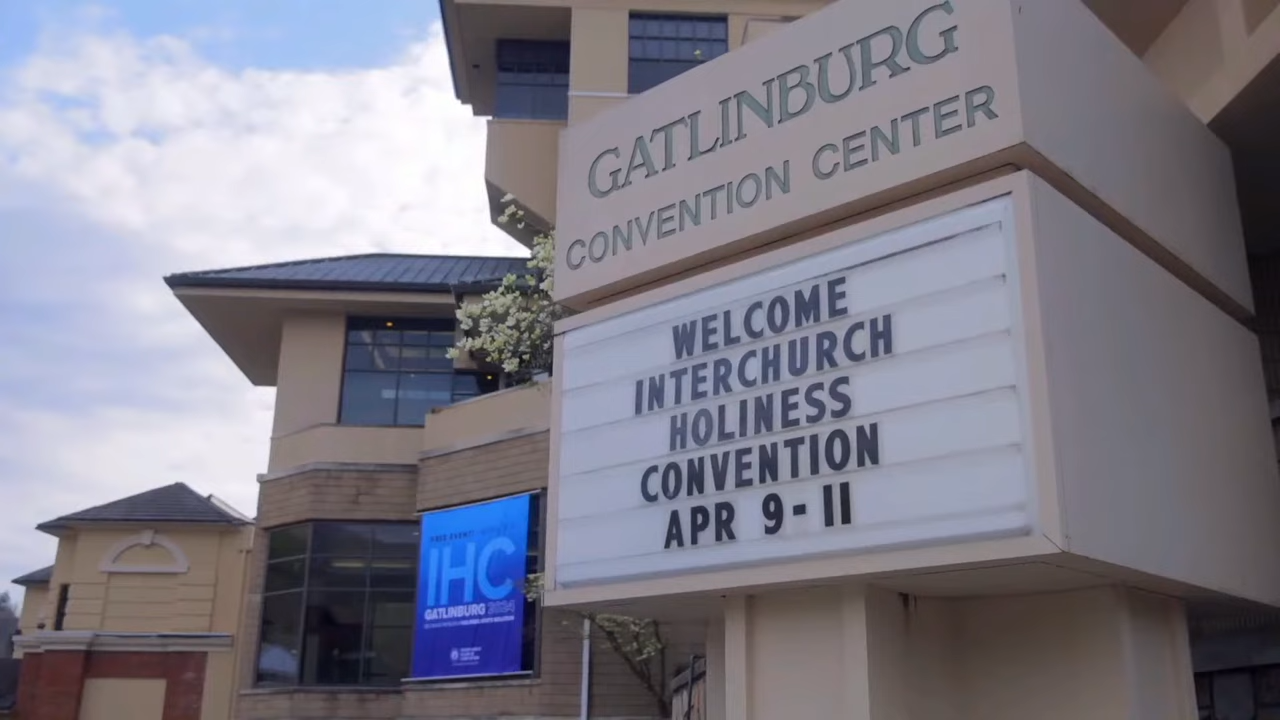 GATLINBURG
CONVENTION CENTER
WELCOME
INTERCHURCH
HOLINESS
CONVENTION
APR 9-11
IHC
GATLINBURG 2024